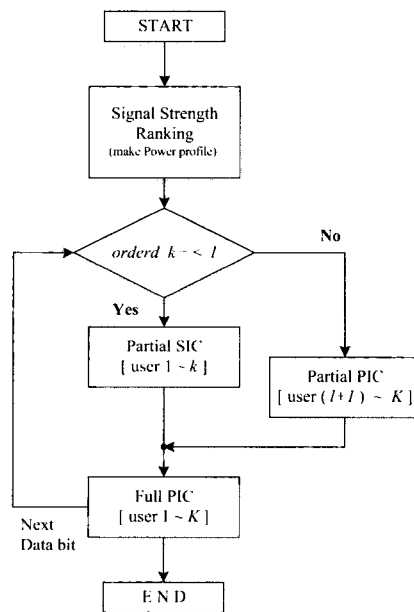 START
Signal Strength
Ranking
(make Power profile)
orderd k = < l
No
Yes
Partial SIC
[ user 1 ~ k ]
Partial PIC
[ user ( l+1 ) ~ K ]
Full PIC
[ user 1 ~ K ]
Next
Data bit
E N D